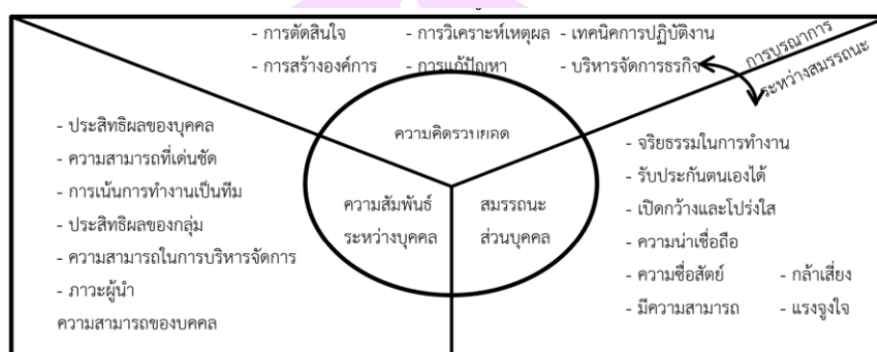 - การตัดสินใจ - การวิเคราะห์เหตุผล - เทคนิคการปฏิบัติงาน
- การสร้างองค์การ - การแก้ปัญหา - บริหารจัดการธุรกิจ
การบูรณาการ
ระหว่างสมรรถนะ
ความคิดรวบยอด
ความสัมพันธ์
ระหว่างบุคคล
สมรรถนะ
ส่วนบุคคล
- ประสิทธิผลของบุคคล
- ความสามารถที่เด่นชัด
- การเน้นการทำงานเป็นทีม
- ประสิทธิผลของกลุ่ม
- ความสามารถในการบริหารจัดการ
- ภาวะผู้นำ
ความสามารถของบุคคล
- จริยธรรมในการทำงาน
- รับประกันตนเองได้
- เปิดกว้างและโปร่งใส
- ความน่าเชื่อถือ
- ความซื่อสัตย์ - กล้าเสี่ยง
- มีความสามารถ - แรงจูงใจ